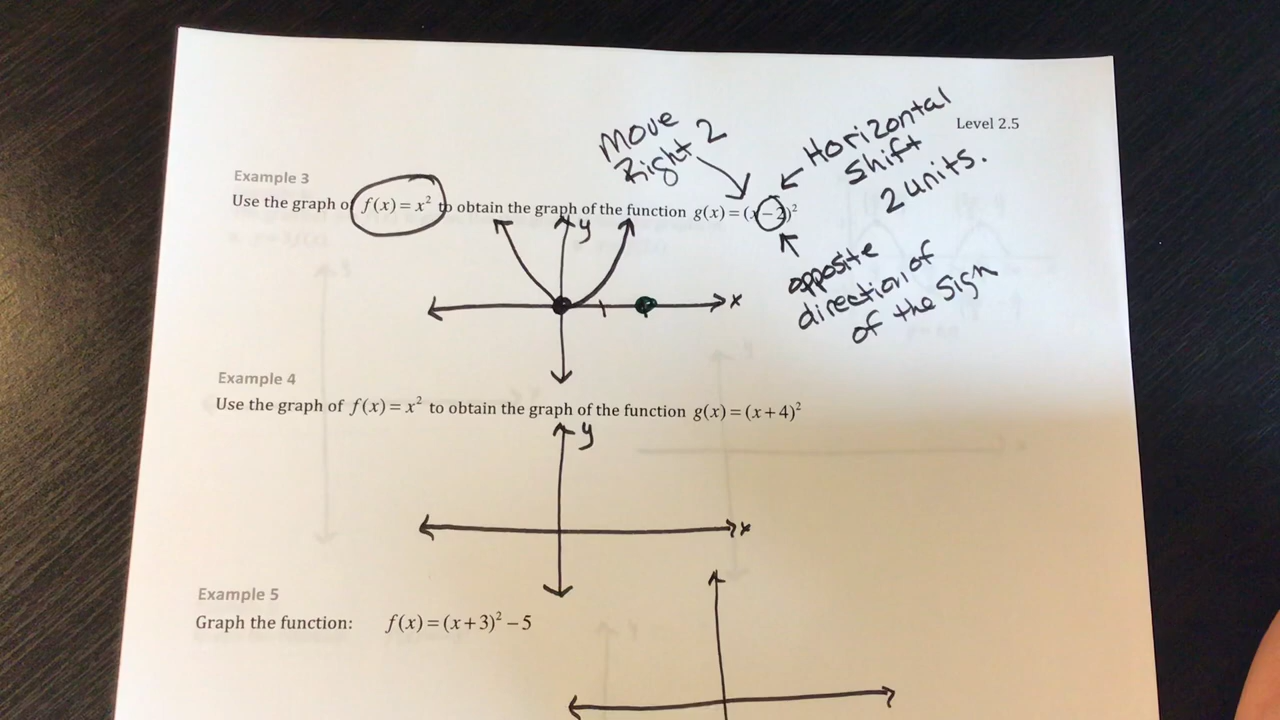 Level 2.5
Move
Right 2
Horizontal
Shift
2 units.
Example 3
Use the graph of f(x) = x² to obtain the graph of the function g(x) = (x−2)²
y
x
opposite
direction of
of the sign
Example 4
Use the graph of f(x) = x² to obtain the graph of the function g(x) = (x+4)²
y
x
Example 5
Graph the function: f(x) = (x+3)² − 5